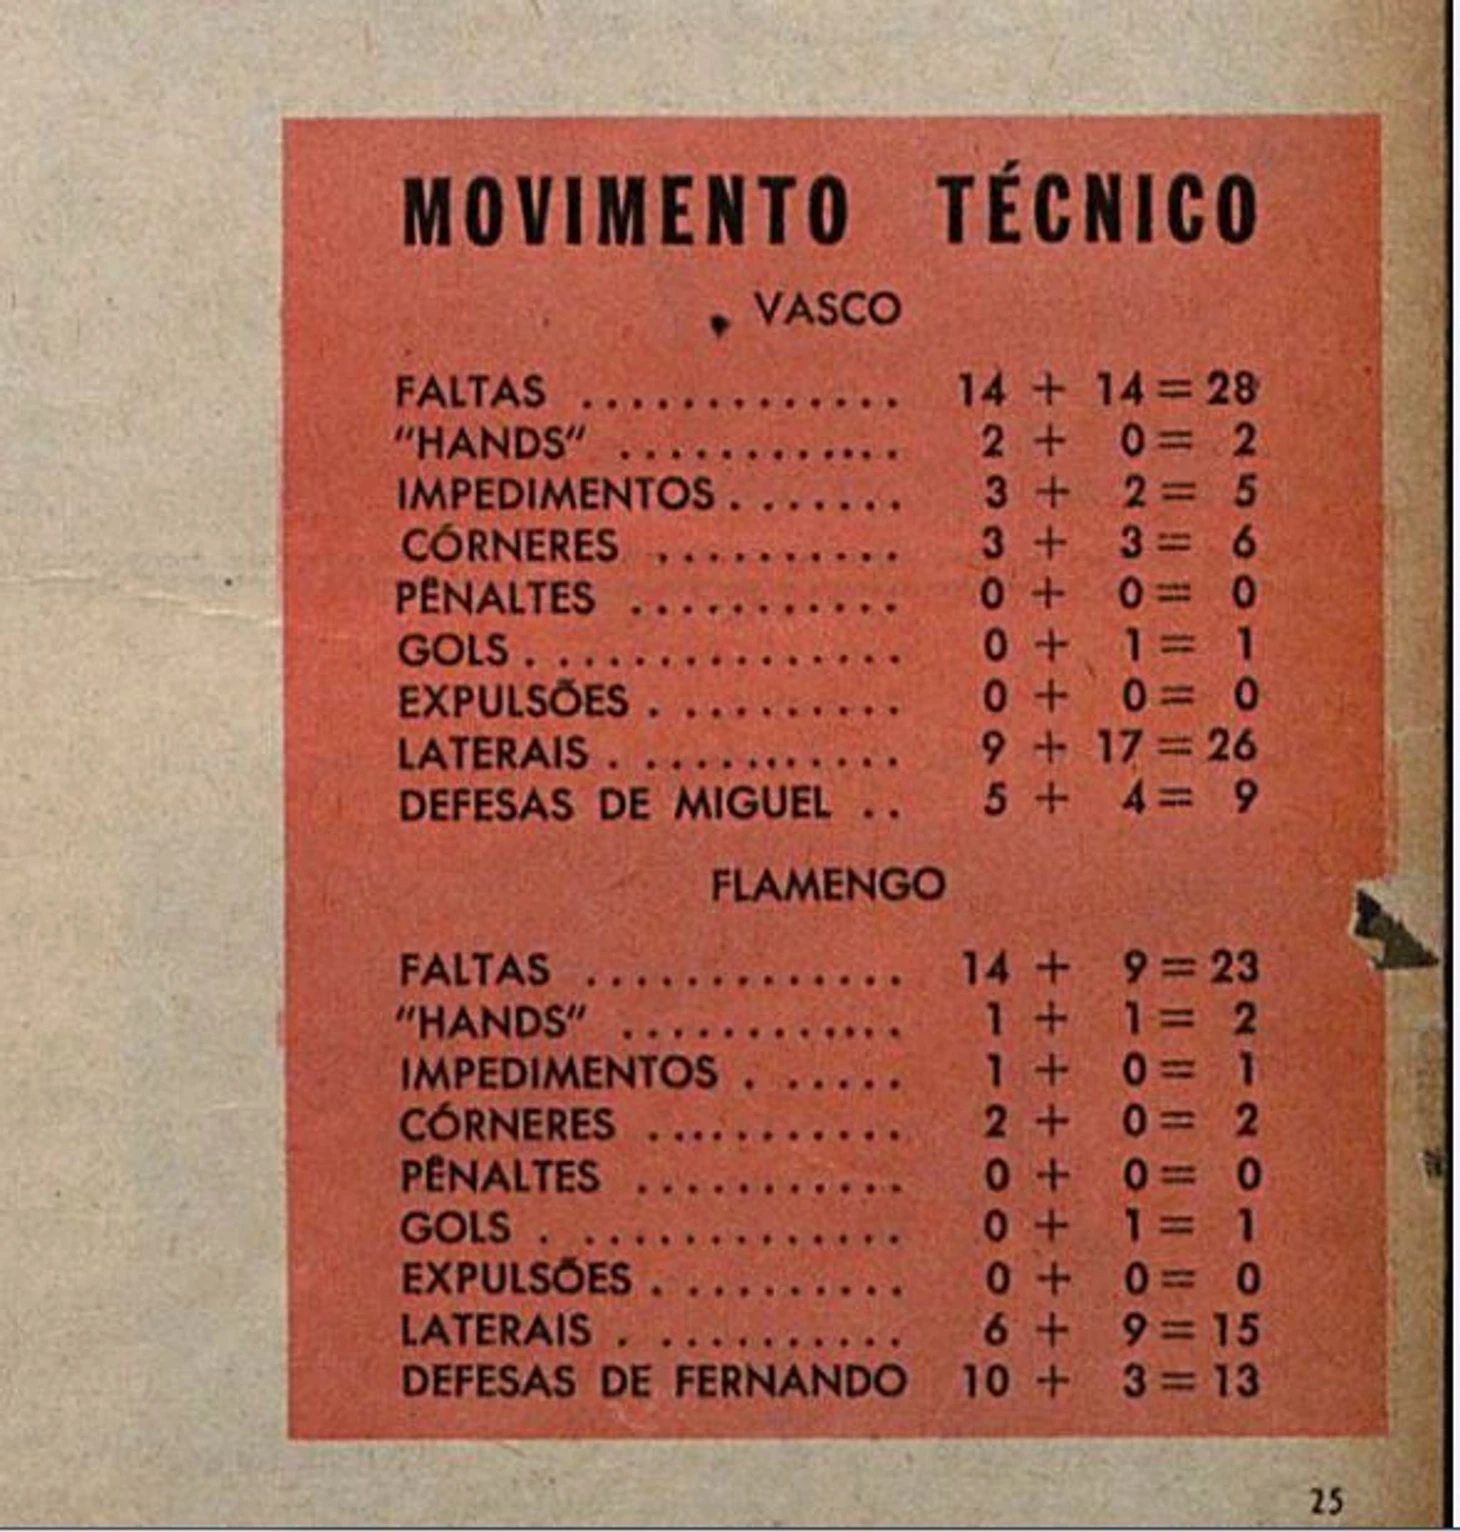 MOVIMENTO TÉCNICO
VASCO
FALTAS ............. 14 + 14 = 28
"HANDS" ............ 2 + 0 = 2
IMPEDIMENTOS ....... 3 + 2 = 5
CÓRNERES .......... 3 + 3 = 6
PÊNALTES ........... 0 + 0 = 0
GOLS ................ 0 + 1 = 1
EXPULSÕES .......... 0 + 0 = 0
LATERAIS ............ 9 + 17 = 26
DEFESAS DE MIGUEL .. 5 + 4 = 9
FLAMENGO
FALTAS ............. 14 + 9 = 23
"HANDS" ............ 1 + 1 = 2
IMPEDIMENTOS ...... 1 + 0 = 1
CÓRNERES ........... 2 + 0 = 2
PÊNALTES ........... 0 + 0 = 0
GOLS .............. 0 + 1 = 1
EXPULSÕES .......... 0 + 0 = 0
LATERAIS ........... 6 + 9 = 15
DEFESAS DE FERNANDO 10 + 3 = 13
25